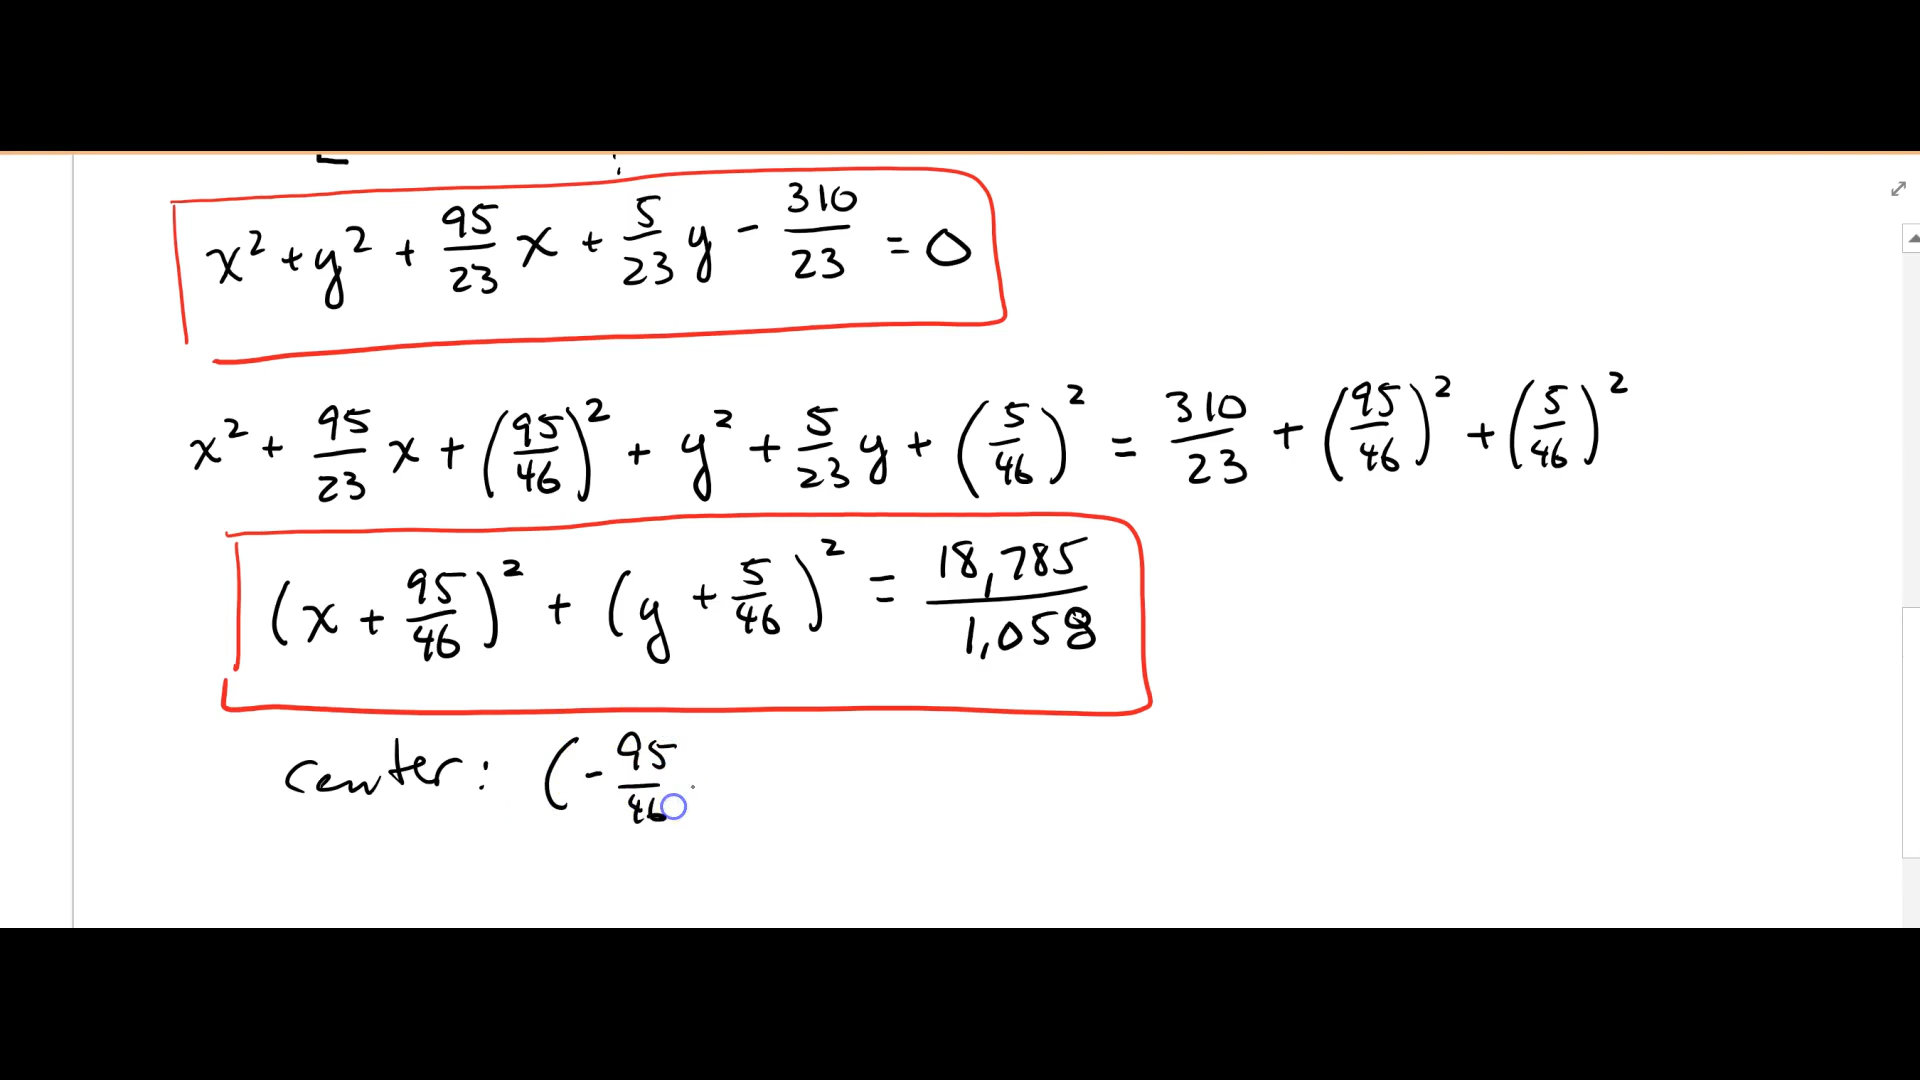 x² + y² + 95/23 x + 5/23 y - 310/23 = 0
x² + 95/23 x + (95/46)² + y² + 5/23 y + (5/46)² = 310/23 + (95/46)² + (5/46)²
(x + 95/46)² + (y + 5/46)² = 18,785/1,058
center: (-95/46